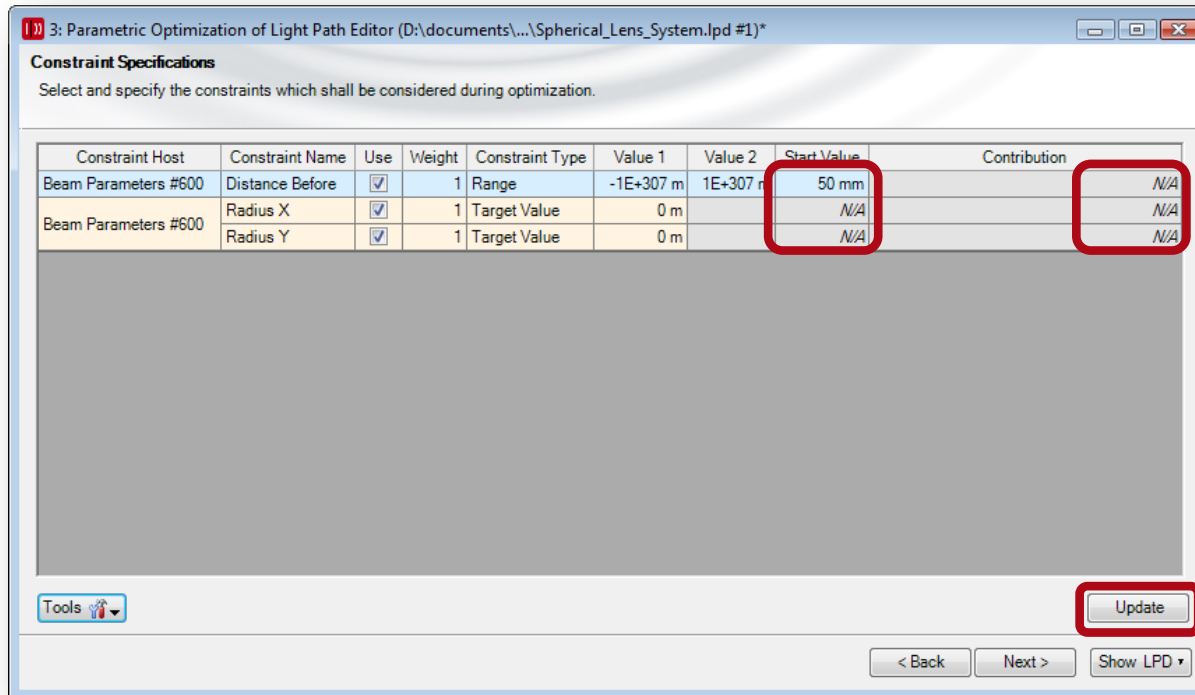 3: Parametric Optimization of Light Path Editor (D:\documents\...\Spherical_Lens_System.lpd #1)*
Constraint Specifications
Select and specify the constraints which shall be considered during optimization.
Constraint Host Constraint Name Use Weight Constraint Type Value 1 Value 2 Start Value Contribution
Beam Parameters #600 Distance Before 1 Range -1E+307 m 1E+307 m 50 mm N/A
Beam Parameters #600 Radius X 1 Target Value 0 m N/A N/A
Radius Y 1 Target Value 0 m N/A N/A
Tools Update
< Back Next > Show LPD